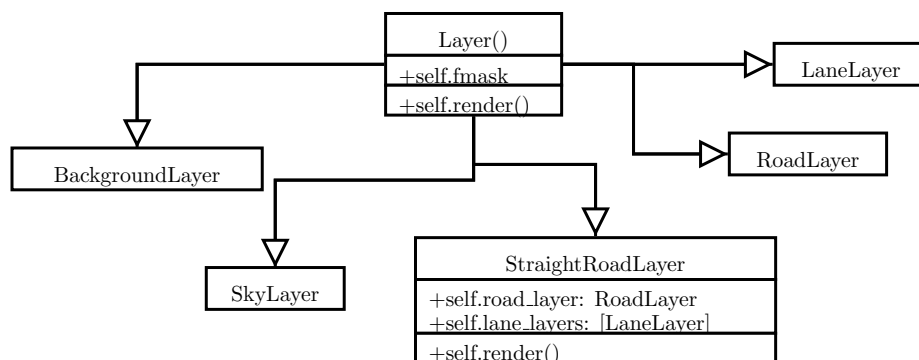 Layer()
+self.fmask
+self.render()
LaneLayer
RoadLayer
BackgroundLayer
SkyLayer
StraightRoadLayer
+self.road_layer: RoadLayer
+self.lane_layers: [LaneLayer]
+self.render()